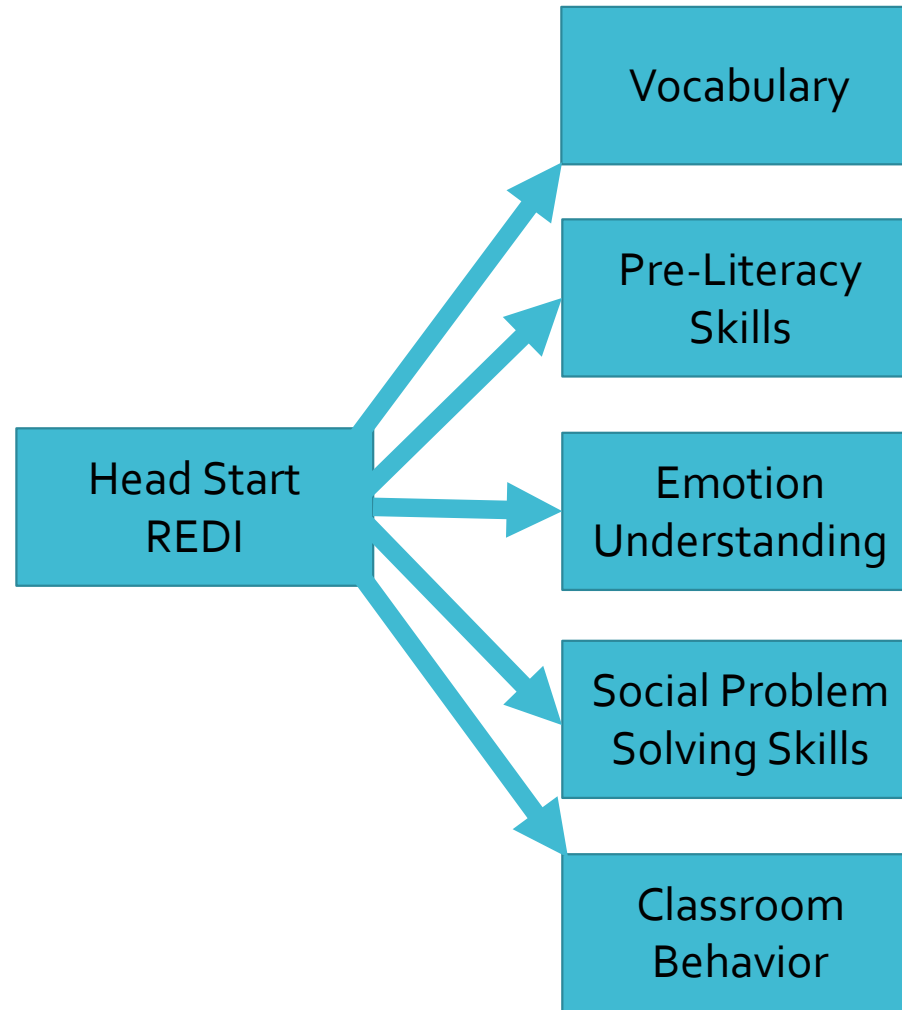 Vocabulary
Pre-Literacy
Skills
Head Start
REDI
Emotion
Understanding
Social Problem
Solving Skills
Classroom
Behavior